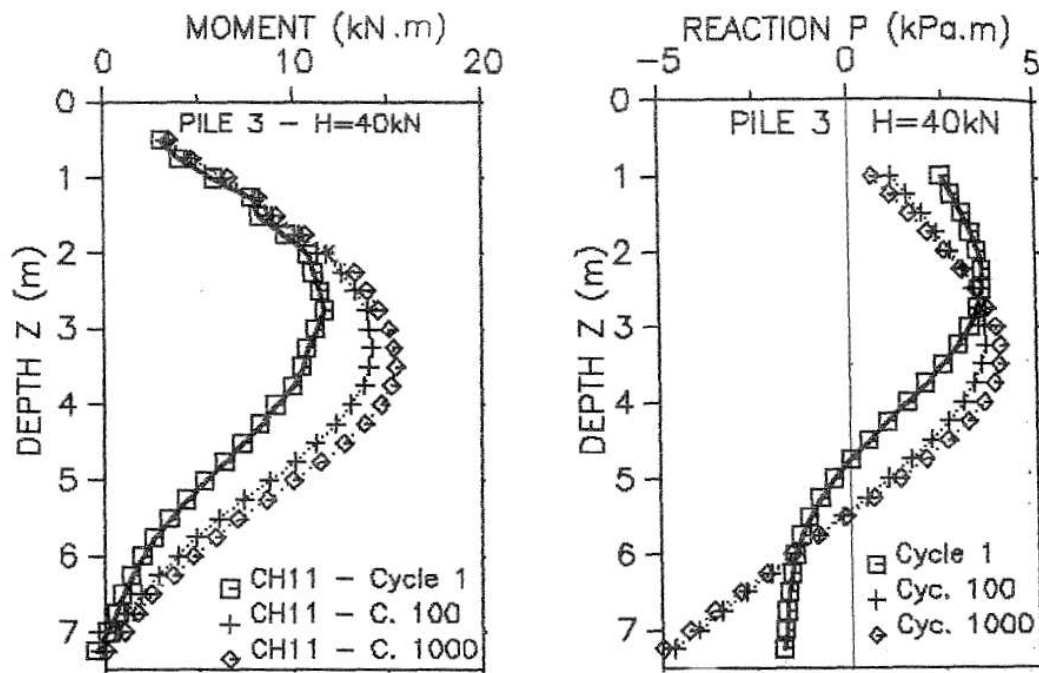 MOMENT (kN.m)
0 10 20
PILE 3 - H=40kN
DEPTH Z (m)
0
1
2
3
4
5
6
7
CH11 - Cycle 1
CH11 - C. 100
CH11 - C. 1000
REACTION P (kPa.m)
-5 0 5
PILE 3 H=40kN
DEPTH Z (m)
0
1
2
3
4
5
6
7
Cycle 1
Cyc. 100
Cyc. 1000